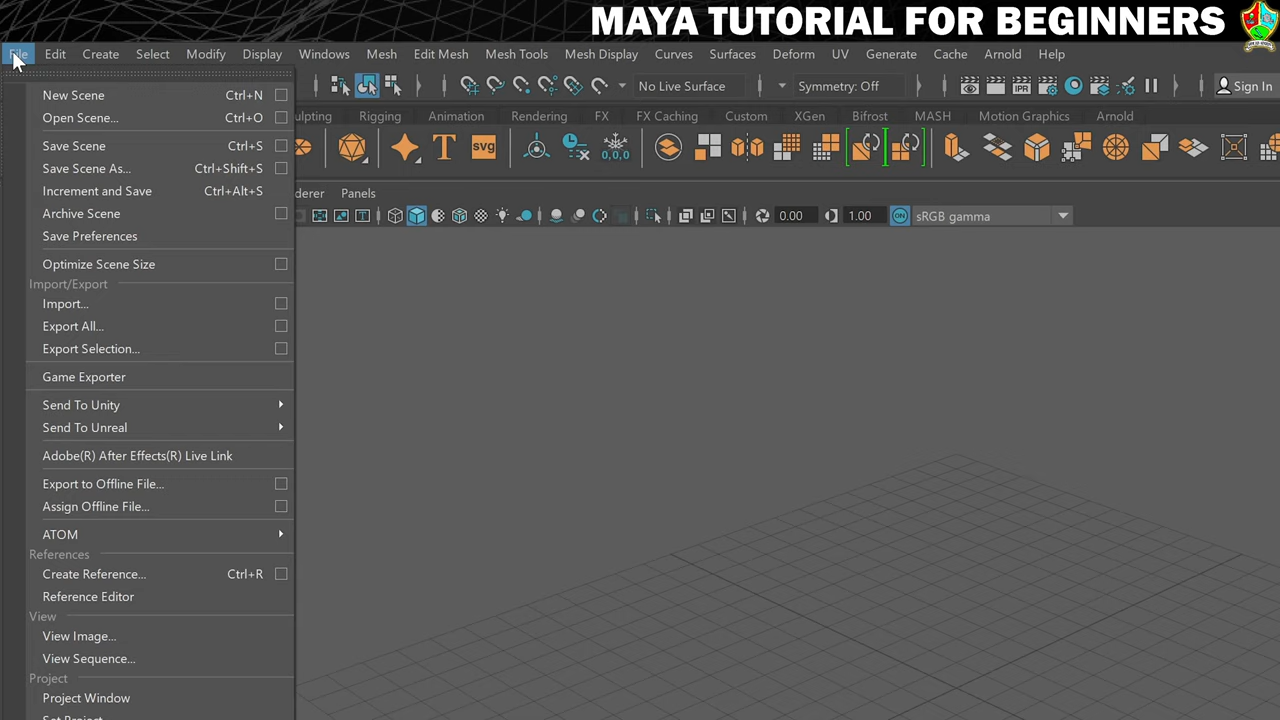 MAYA TUTORIAL FOR BEGINNERS
File Edit Create Select Modify Display Windows Mesh Edit Mesh Mesh Tools Mesh Display Curves Surfaces Deform UV Generate Cache Arnold Help
No Live Surface Symmetry: Off Sign In
New Scene Ctrl+N
Open Scene... Ctrl+O
Save Scene Ctrl+S
Save Scene As... Ctrl+Shift+S
Increment and Save Ctrl+Alt+S
Archive Scene
Save Preferences
Optimize Scene Size
Import/Export
Import...
Export All...
Export Selection...
Game Exporter
Send To Unity
Send To Unreal
Adobe(R) After Effects(R) Live Link
Export to Offline File...
Assign Offline File...
ATOM
References
Create Reference... Ctrl+R
Reference Editor
View
View Image...
View Sequence...
Project
Project Window
Set Project...
ulpting Rigging Animation Rendering FX FX Caching Custom XGen Bifrost MASH Motion Graphics Arnold
T svg 0,0,0
derer Panels
IPR
0.00 1.00 ON sRGB gamma